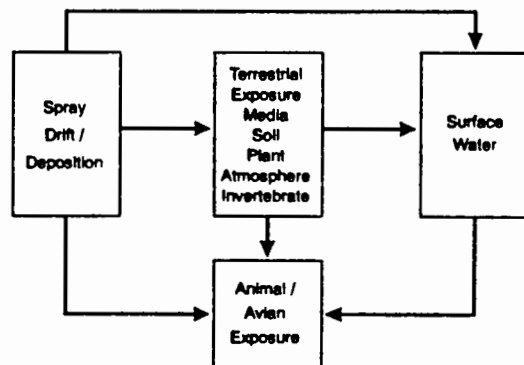 Spray
Drift /
Deposition
Terrestrial
Exposure
Media
Soil
Plant
Atmosphere
Invertebrate
Surface
Water
Animal /
Avian
Exposure